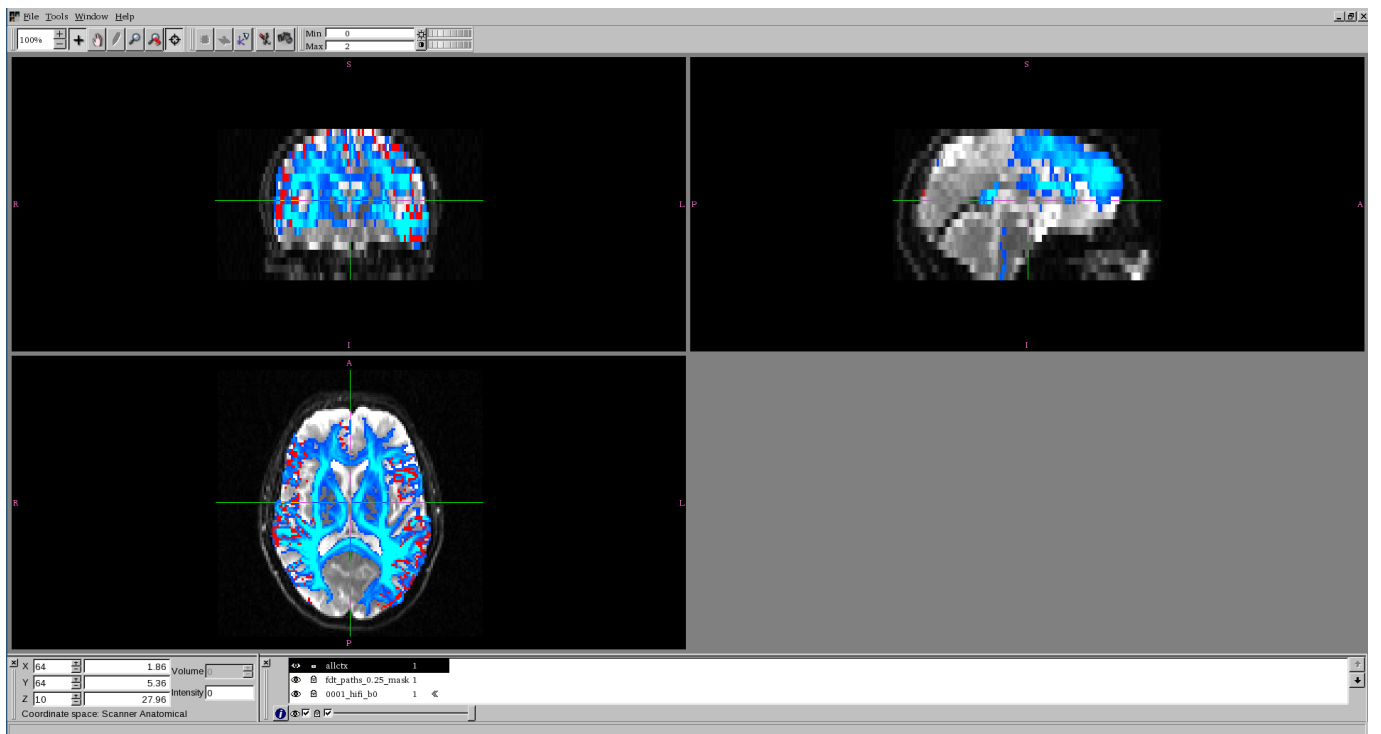 File Tools Window Help
100%
Min 0
Max 2
S
S
R
L
P
A
I
I
A
R
L
P
X 64 1.86 Volume 0
Y 64 5.36
Intensity 0
Z 10 27.96
Coordinate space: Scanner Anatomical
allctx 1
fdt_paths_0.25_mask 1
0001_hifi_b0 1